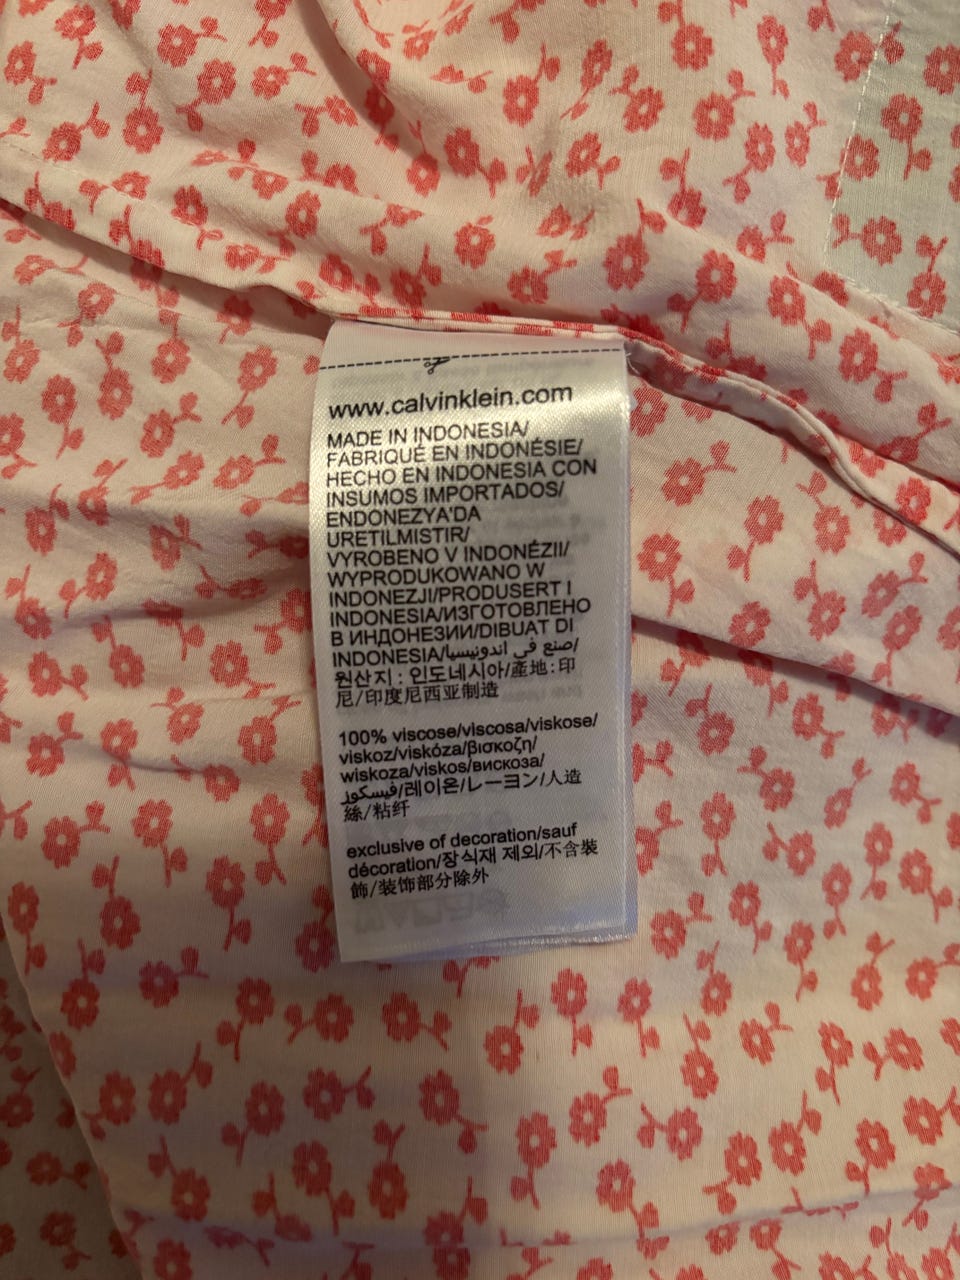 www.calvinklein.com
MADE IN INDONESIA/
FABRIQUÉ EN INDONÉSIE/
HECHO EN INDONESIA CON
INSUMOS IMPORTADOS/
ENDONEZYA'DA
URETILMISTIR/
VYROBENO V INDONÉZII/
WYPRODUKOWANO W
INDONEZJI/PRODUSERT I
INDONESIA/ИЗГОТОВЛЕНО
В ИНДОНЕЗИИ/DIBUAT DI
INDONESIA/صنع في اندونيسيا/
원산지 : 인도네시아/產地:印
尼/印度尼西亚制造
100% viscose/viscosa/viskose/
viskoz/viskóza/βισκοζη/
wiskoza/viskos/вискоза/
فيسكوز/레이온/レーヨン/人造
絲/粘纤
exclusive of decoration/sauf
décoration/장식재 제외/不含裝
飾/装饰部分除外